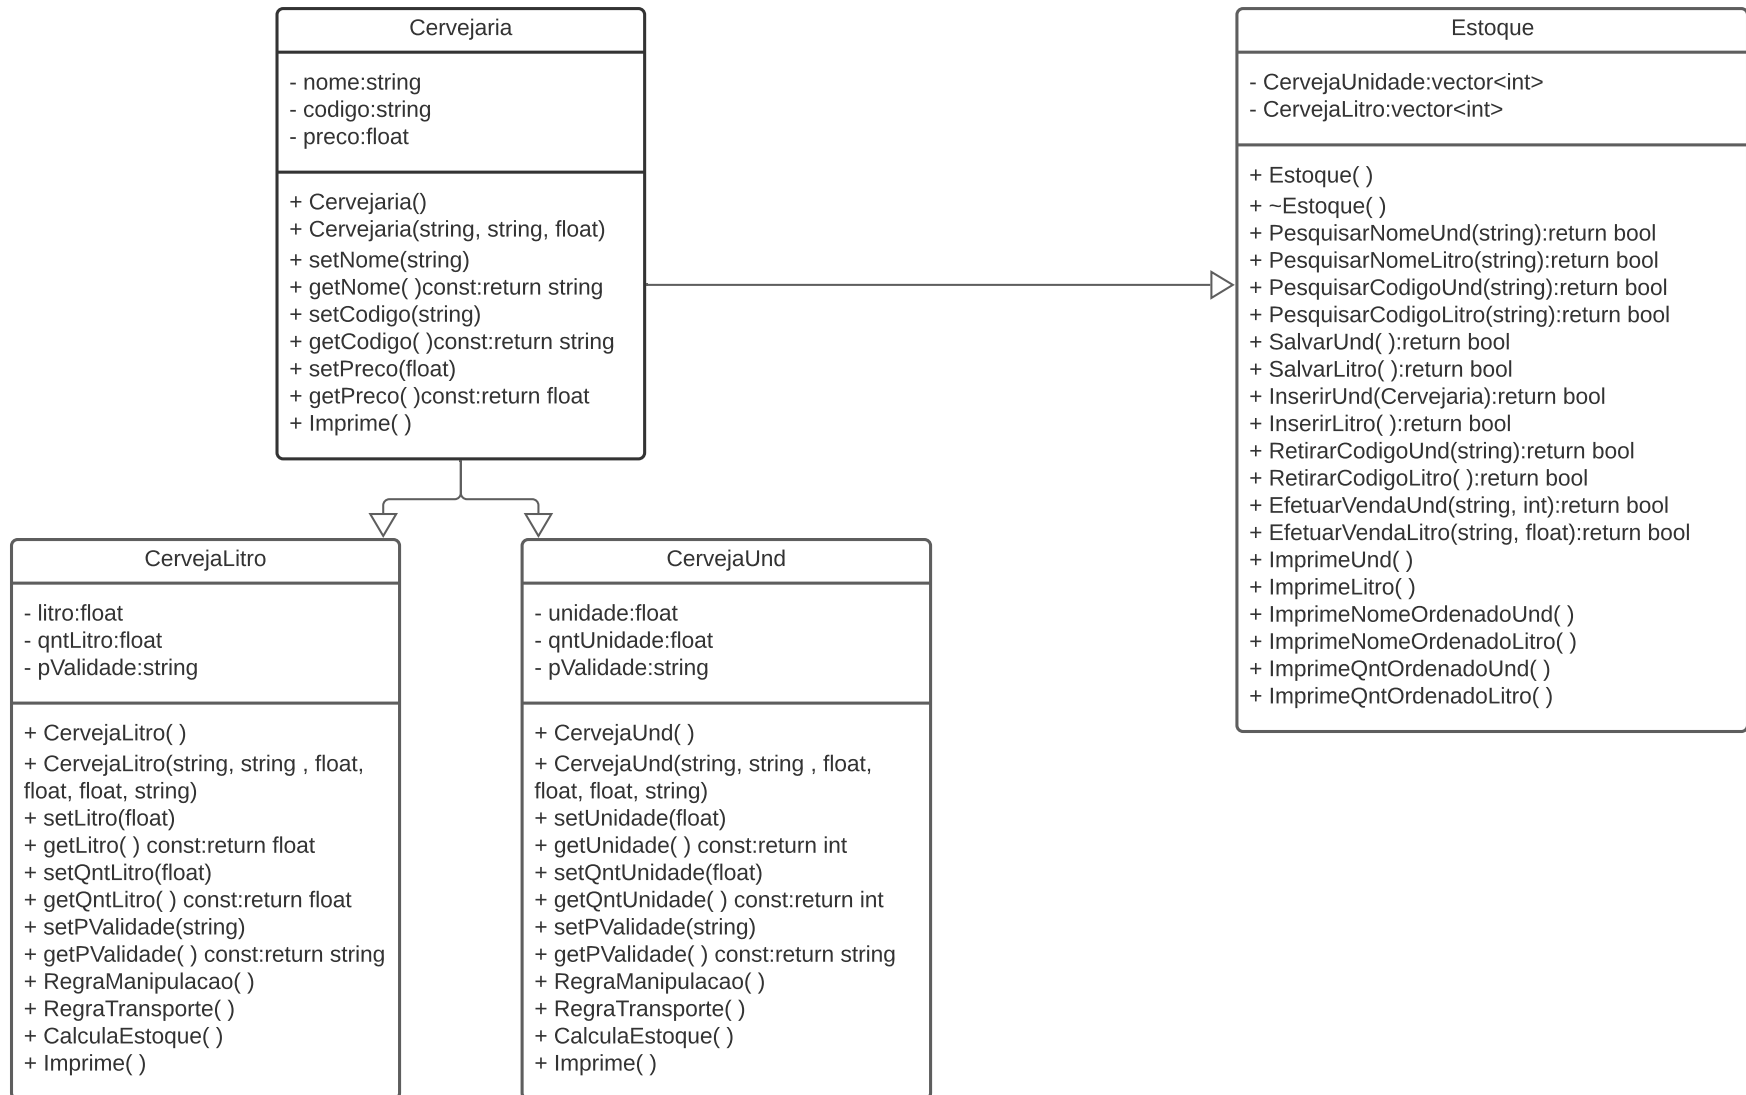 Cervejaria
- nome:string
- codigo:string
- preco:float
+ Cervejaria()
+ Cervejaria(string, string, float)
+ setNome(string)
+ getNome( )const:return string
+ setCodigo(string)
+ getCodigo( )const:return string
+ setPreco(float)
+ getPreco( )const:return float
+ Imprime( )
Estoque
- CervejaUnidade:vector<int>
- CervejaLitro:vector<int>
+ Estoque( )
+ ~Estoque( )
+ PesquisarNomeUnd(string):return bool
+ PesquisarNomeLitro(string):return bool
+ PesquisarCodigoUnd(string):return bool
+ PesquisarCodigoLitro(string):return bool
+ SalvarUnd( ):return bool
+ SalvarLitro( ):return bool
+ InserirUnd(Cervejaria):return bool
+ InserirLitro( ):return bool
+ RetirarCodigoUnd(string):return bool
+ RetirarCodigoLitro( ):return bool
+ EfetuarVendaUnd(string, int):return bool
+ EfetuarVendaLitro(string, float):return bool
+ ImprimeUnd( )
+ ImprimeLitro( )
+ ImprimeNomeOrdenadoUnd( )
+ ImprimeNomeOrdenadoLitro( )
+ ImprimeQntOrdenadoUnd( )
+ ImprimeQntOrdenadoLitro( )
CervejaLitro
- litro:float
- qntLitro:float
- pValidade:string
+ CervejaLitro( )
+ CervejaLitro(string, string , float,
float, float, string)
+ setLitro(float)
+ getLitro( ) const:return float
+ setQntLitro(float)
+ getQntLitro( ) const:return float
+ setPValidade(string)
+ getPValidade( ) const:return string
+ RegraManipulacao( )
+ RegraTransporte( )
+ CalculaEstoque( )
+ Imprime( )
CervejaUnd
- unidade:float
- qntUnidade:float
- pValidade:string
+ CervejaUnd( )
+ CervejaUnd(string, string , float,
float, float, string)
+ setUnidade(float)
+ getUnidade( ) const:return int
+ setQntUnidade(float)
+ getQntUnidade( ) const:return int
+ setPValidade(string)
+ getPValidade( ) const:return string
+ RegraManipulacao( )
+ RegraTransporte( )
+ CalculaEstoque( )
+ Imprime( )